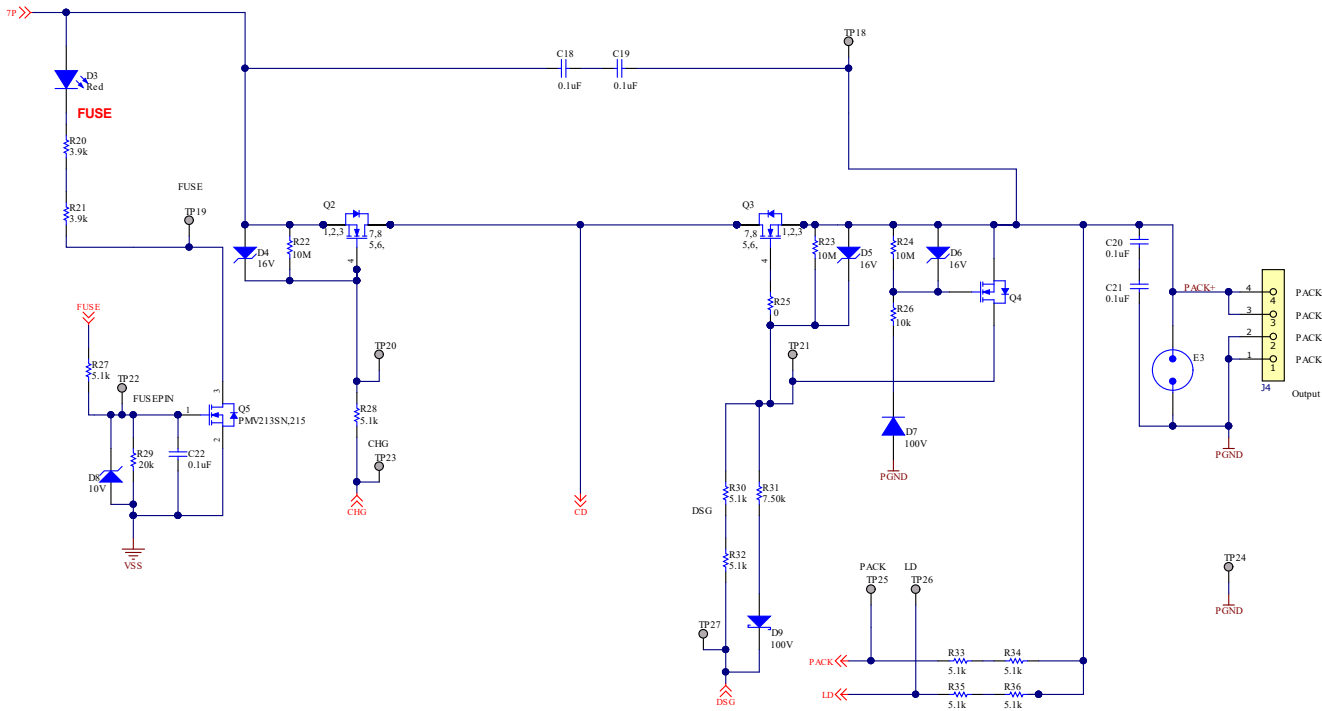 7P
D3
Red
FUSE
R20
3.9k
R21
3.9k
FUSE
TP19
C18
0.1uF
C19
0.1uF
TP18
Q2
1,2,3
7,8
5,6,
4
D4
16V
R22
10M
Q3
7,8
5,6,
1,2,3
4
R23
10M
D5
16V
R24
10M
D6
16V
R25
0
R26
10k
Q4
C20
0.1uF
C21
0.1uF
PACK+
4
3
2
1
4
3
2
1
PACK
PACK
PACK
PACK
J4
Output
E3
PGND
FUSE
R27
5.1k
TP22
FUSEPIN
1
3
2
Q5
PMV213SN,215
D8
10V
R29
20k
C22
0.1uF
VSS
TP20
R28
5.1k
CHG
TP23
CHG
CD
TP21
D7
100V
PGND
DSG
R30
5.1k
R31
7.50k
R32
5.1k
TP27
D9
100V
DSG
PACK
TP25
LD
TP26
PACK
R33
5.1k
R34
5.1k
LD
R35
5.1k
R36
5.1k
TP24
PGND